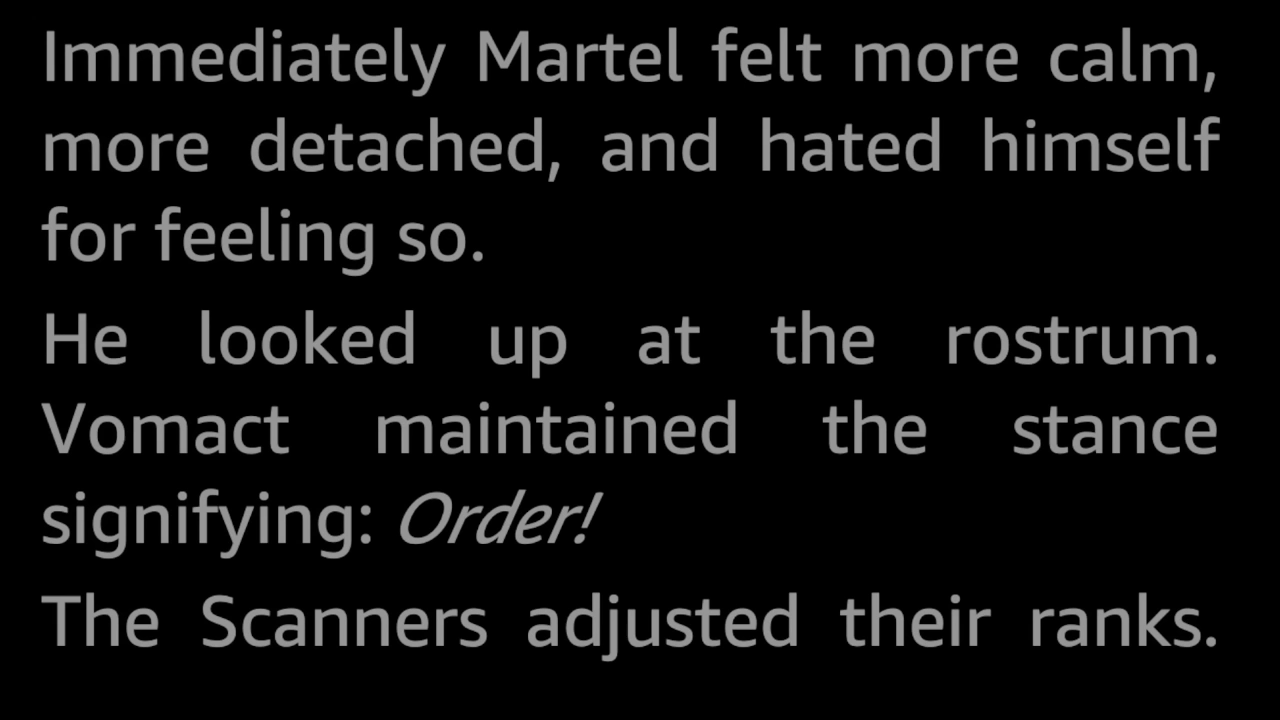 Immediately Martel felt more calm,
more detached, and hated himself
for feeling so.
He looked up at the rostrum.
Vomact maintained the stance
signifying: Order!
The Scanners adjusted their ranks.